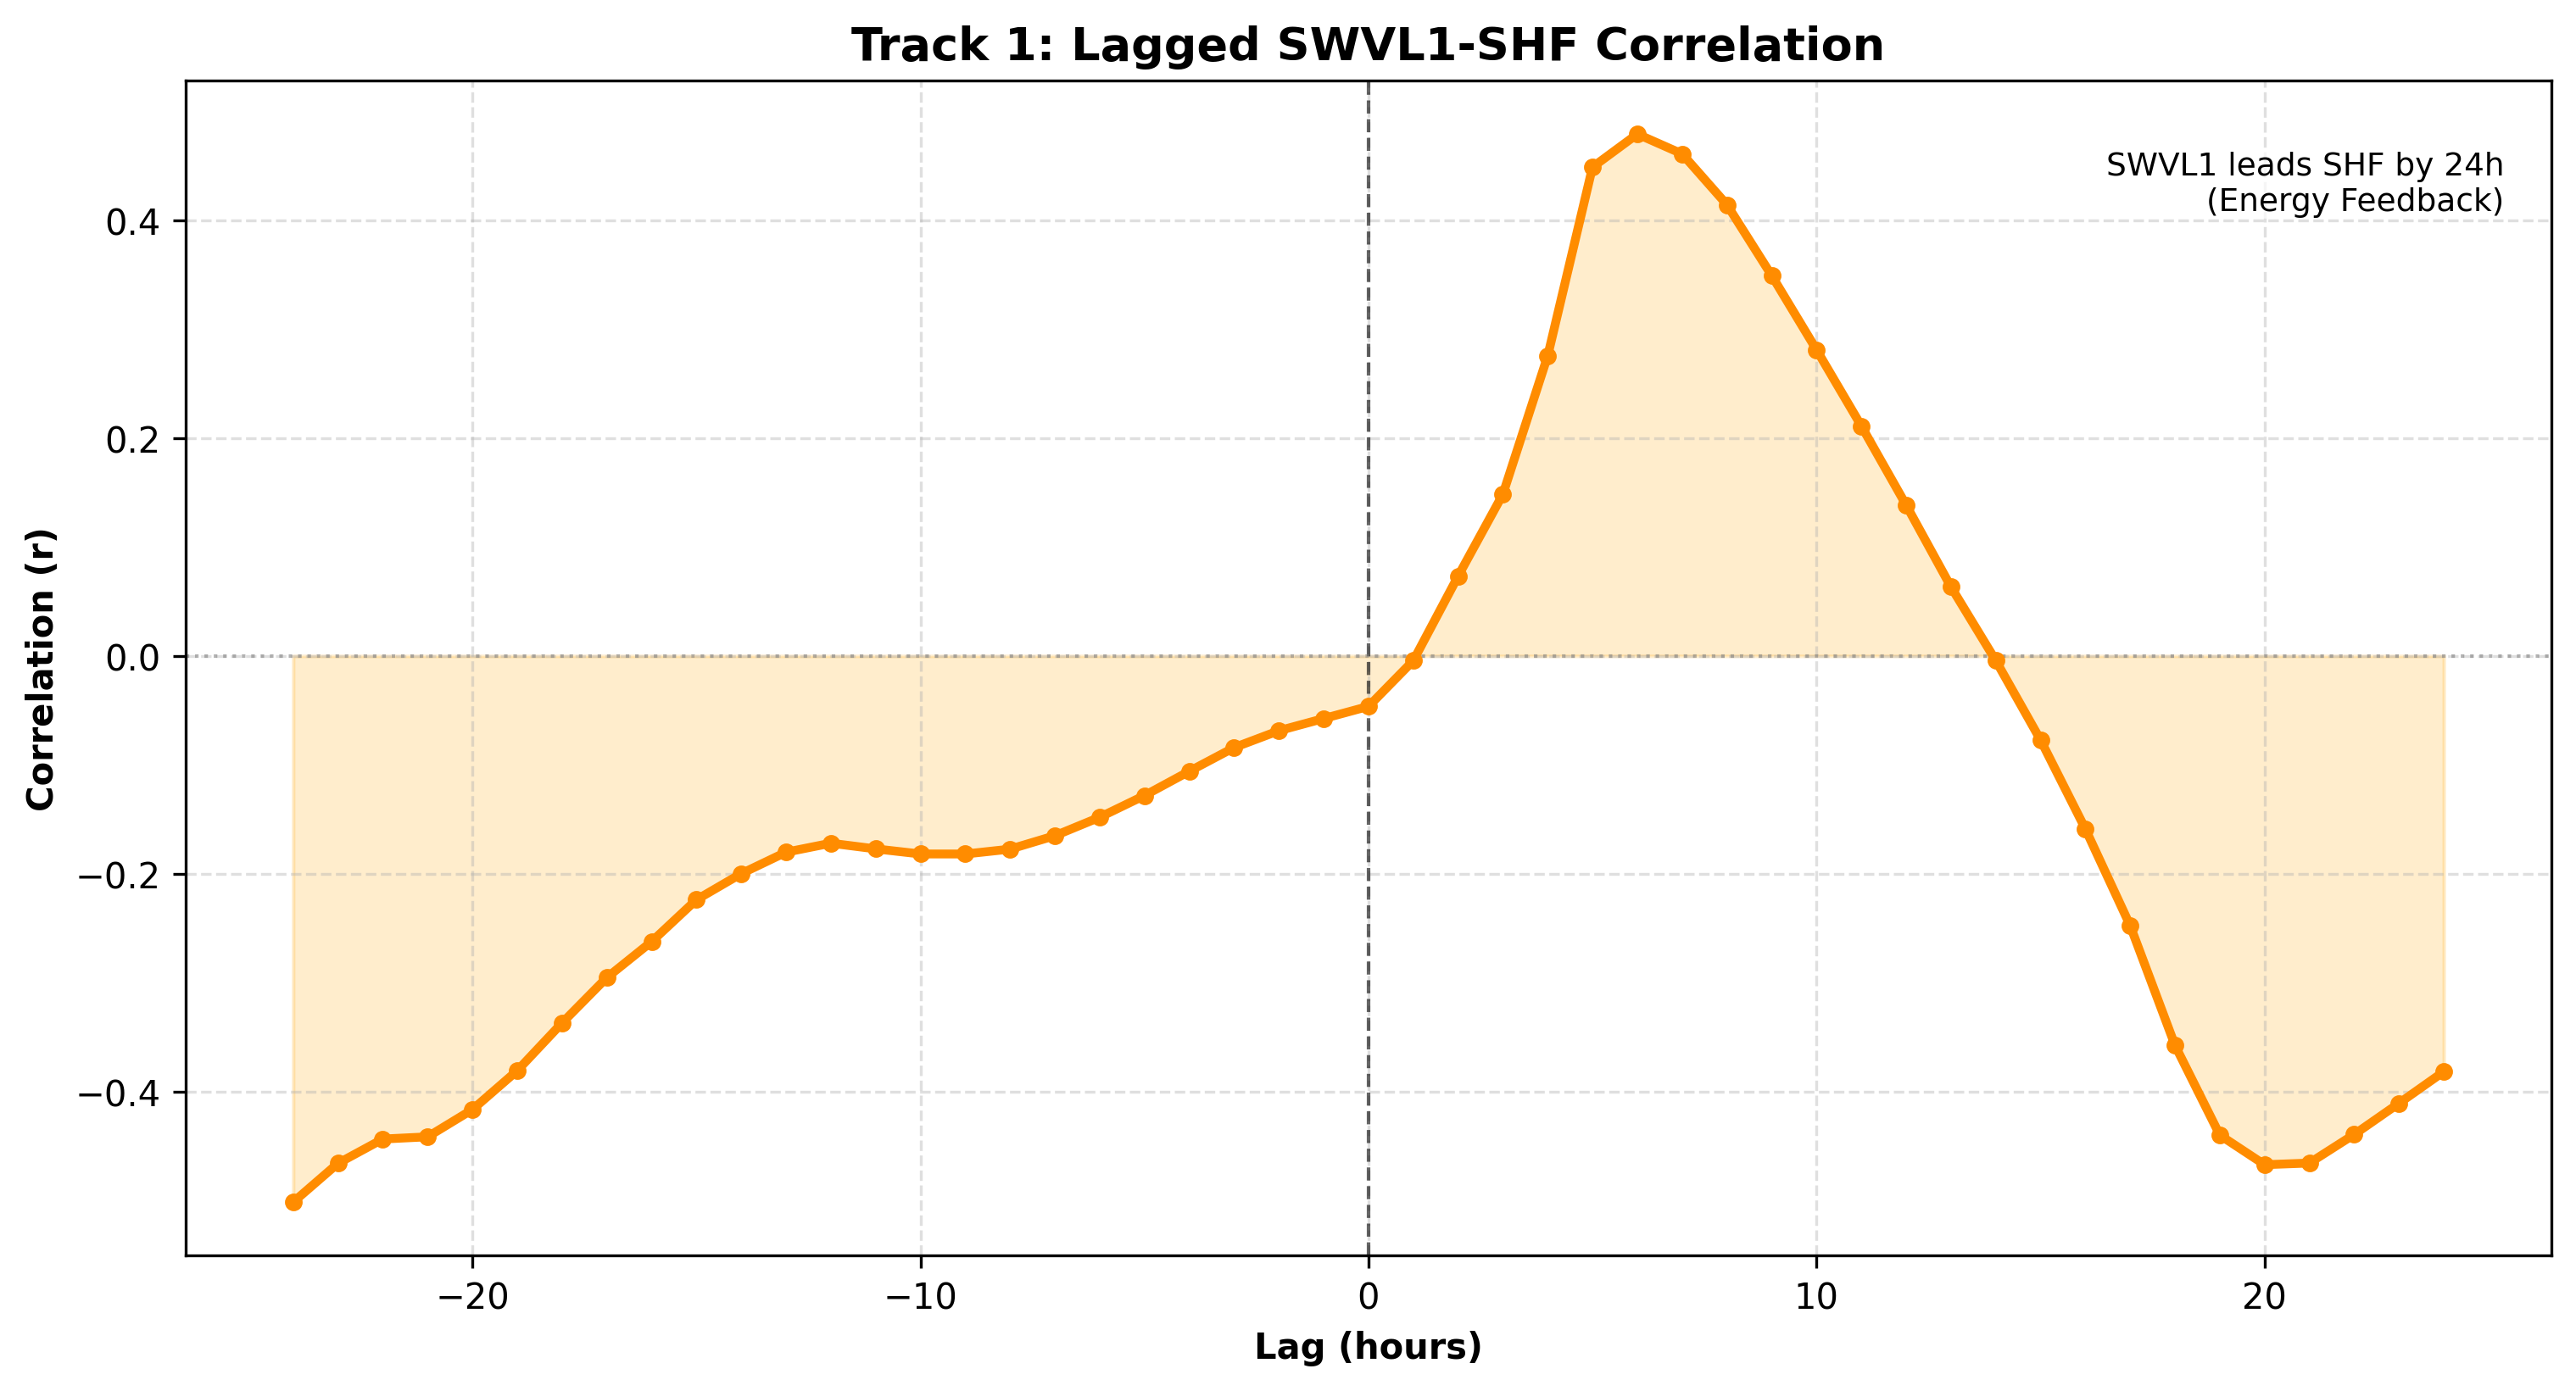 Track 1: Lagged SWVL1-SHF Correlation
SWVL1 leads SHF by 24h
(Energy Feedback)
Correlation (r)
0.4
0.2
0.0
−0.2
−0.4
−20
−10
0
10
20
Lag (hours)